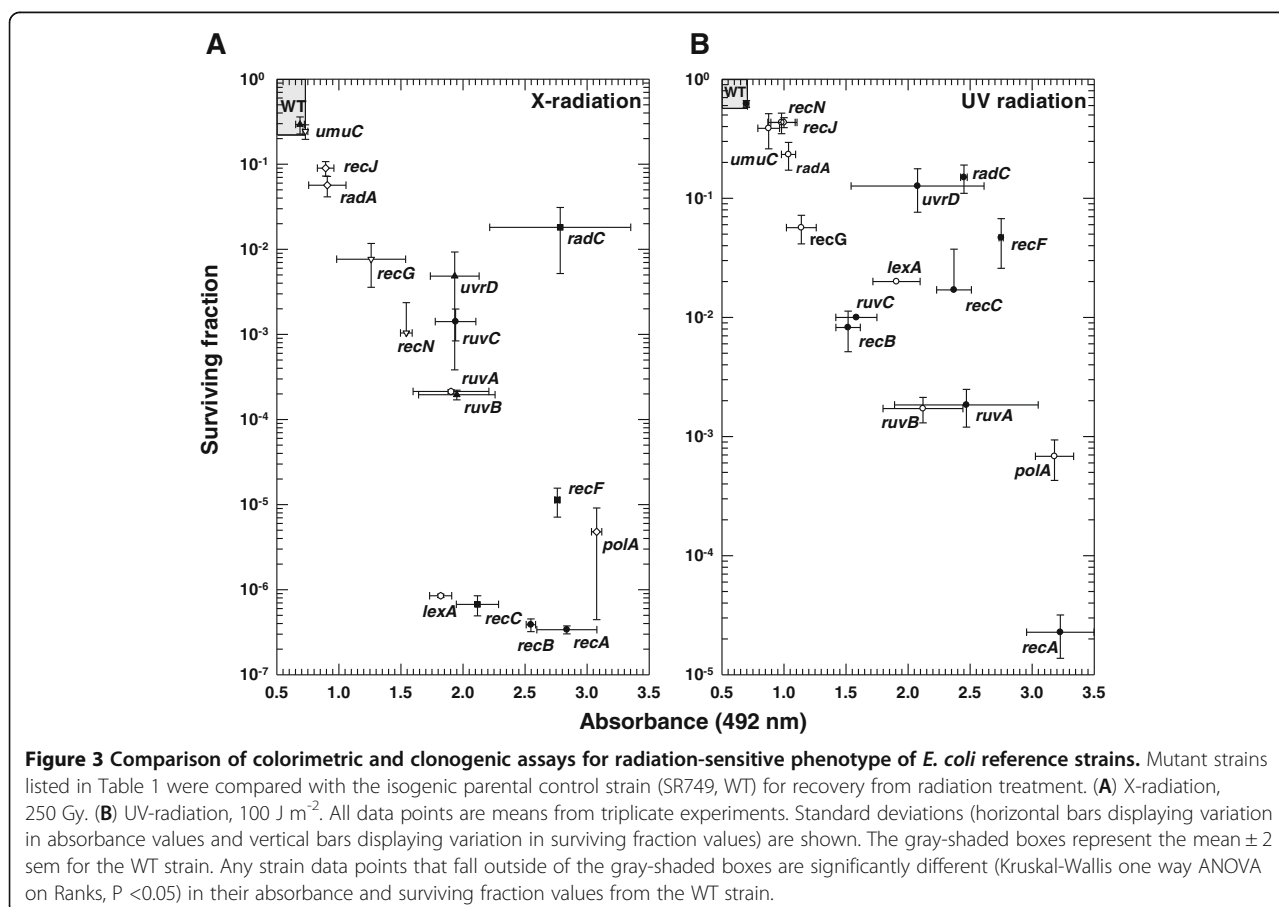 A
B
X-radiation
UV radiation
Surviving fraction
10^0
10^-1
10^-2
10^-3
10^-4
10^-5
10^-6
10^-7
WT
umuC
recJ
radA
recG
radC
uvrD
recN
ruvC
ruvA
ruvB
recF
polA
lexA
recC
recB
recA
0.5 1.0 1.5 2.0 2.5 3.0 3.5
10^0
10^-1
10^-2
10^-3
10^-4
10^-5
WT
recN
recJ
umuC
radA
radC
uvrD
recG
recF
lexA
recC
ruvC
recB
ruvB
ruvA
polA
recA
0.5 1.0 1.5 2.0 2.5 3.0 3.5
Absorbance (492 nm)
Figure 3 Comparison of colorimetric and clonogenic assays for radiation-sensitive phenotype of E. coli reference strains. Mutant strains
listed in Table 1 were compared with the isogenic parental control strain (SR749, WT) for recovery from radiation treatment. (A) X-radiation,
250 Gy. (B) UV-radiation, 100 J m^-2. All data points are means from triplicate experiments. Standard deviations (horizontal bars displaying variation
in absorbance values and vertical bars displaying variation in surviving fraction values) are shown. The gray-shaded boxes represent the mean ± 2
sem for the WT strain. Any strain data points that fall outside of the gray-shaded boxes are significantly different (Kruskal-Wallis one way ANOVA
on Ranks, P <0.05) in their absorbance and surviving fraction values from the WT strain.